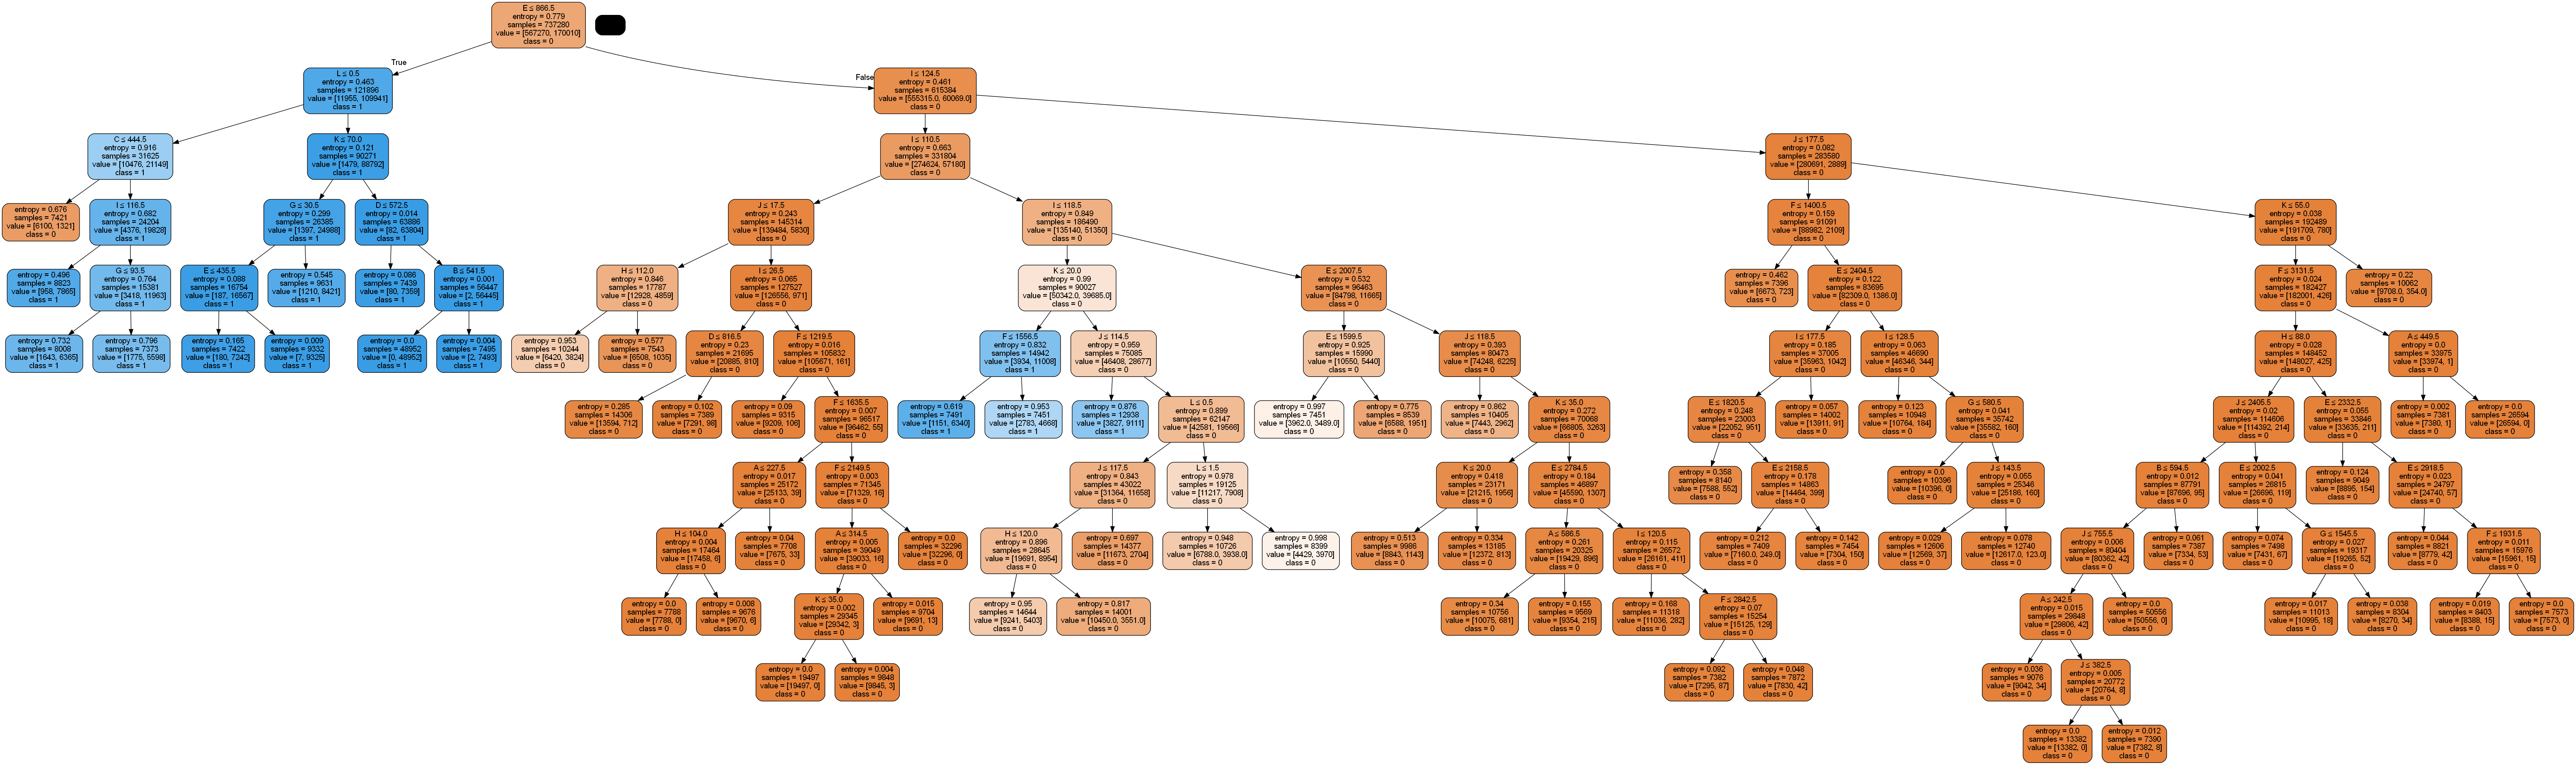 E ≤ 866.5
entropy = 0.779
samples = 737280
value = [567270, 170010]
class = 0
True
False
L ≤ 0.5
entropy = 0.463
samples = 121896
value = [11955, 109941]
class = 1
I ≤ 124.5
entropy = 0.461
samples = 615384
value = [555315.0, 60069.0]
class = 0
C ≤ 444.5
entropy = 0.916
samples = 31625
value = [10476, 21149]
class = 1
K ≤ 70.0
entropy = 0.121
samples = 90271
value = [1479, 88792]
class = 1
I ≤ 110.5
entropy = 0.663
samples = 331804
value = [274624, 57180]
class = 0
J ≤ 177.5
entropy = 0.082
samples = 283580
value = [280691, 2889]
class = 0
entropy = 0.676
samples = 7421
value = [6100, 1321]
class = 0
I ≤ 116.5
entropy = 0.682
samples = 24204
value = [4376, 19828]
class = 1
G ≤ 30.5
entropy = 0.299
samples = 26385
value = [1397, 24988]
class = 1
D ≤ 572.5
entropy = 0.014
samples = 63886
value = [82, 63804]
class = 1
J ≤ 17.5
entropy = 0.243
samples = 145314
value = [139484, 5830]
class = 0
I ≤ 118.5
entropy = 0.849
samples = 186490
value = [135140, 51350]
class = 0
F ≤ 1400.5
entropy = 0.159
samples = 91091
value = [88982, 2109]
class = 0
K ≤ 55.0
entropy = 0.038
samples = 192489
value = [191709, 780]
class = 0
entropy = 0.496
samples = 8823
value = [958, 7865]
class = 1
G ≤ 93.5
entropy = 0.764
samples = 15381
value = [3418, 11963]
class = 1
E ≤ 435.5
entropy = 0.088
samples = 16754
value = [187, 16567]
class = 1
entropy = 0.545
samples = 9631
value = [1210, 8421]
class = 1
entropy = 0.086
samples = 7439
value = [80, 7359]
class = 1
B ≤ 541.5
entropy = 0.001
samples = 56447
value = [2, 56445]
class = 1
H ≤ 112.0
entropy = 0.846
samples = 17787
value = [12928, 4859]
class = 0
I ≤ 26.5
entropy = 0.065
samples = 127527
value = [126556, 971]
class = 0
K ≤ 20.0
entropy = 0.99
samples = 90027
value = [50342.0, 39685.0]
class = 0
E ≤ 2007.5
entropy = 0.532
samples = 96463
value = [84798, 11665]
class = 0
entropy = 0.462
samples = 7396
value = [6673, 723]
class = 0
E ≤ 2404.5
entropy = 0.122
samples = 83695
value = [82309.0, 1386.0]
class = 0
F ≤ 3131.5
entropy = 0.024
samples = 182427
value = [182001, 426]
class = 0
entropy = 0.22
samples = 10062
value = [9708.0, 354.0]
class = 0
entropy = 0.732
samples = 8008
value = [1643, 6365]
class = 1
entropy = 0.796
samples = 7373
value = [1775, 5598]
class = 1
entropy = 0.165
samples = 7422
value = [180, 7242]
class = 1
entropy = 0.009
samples = 9332
value = [7, 9325]
class = 1
entropy = 0.0
samples = 48952
value = [0, 48952]
class = 1
entropy = 0.004
samples = 7495
value = [2, 7493]
class = 1
entropy = 0.953
samples = 10244
value = [6420, 3824]
class = 0
entropy = 0.577
samples = 7543
value = [6508, 1035]
class = 0
D ≤ 816.5
entropy = 0.23
samples = 21695
value = [20885, 810]
class = 0
F ≤ 1219.5
entropy = 0.016
samples = 105832
value = [105671, 161]
class = 0
F ≤ 1556.5
entropy = 0.832
samples = 14942
value = [3934, 11008]
class = 1
J ≤ 114.5
entropy = 0.959
samples = 75085
value = [46408, 28677]
class = 0
E ≤ 1599.5
entropy = 0.925
samples = 15990
value = [10550, 5440]
class = 0
J ≤ 118.5
entropy = 0.393
samples = 80473
value = [74248, 6225]
class = 0
I ≤ 177.5
entropy = 0.185
samples = 37005
value = [35963, 1042]
class = 0
I ≤ 128.5
entropy = 0.063
samples = 46690
value = [46346, 344]
class = 0
H ≤ 88.0
entropy = 0.028
samples = 148452
value = [148027, 425]
class = 0
A ≤ 449.5
entropy = 0.0
samples = 33975
value = [33974, 1]
class = 0
entropy = 0.285
samples = 14306
value = [13594, 712]
class = 0
entropy = 0.102
samples = 7389
value = [7291, 98]
class = 0
entropy = 0.09
samples = 9315
value = [9209, 106]
class = 0
F ≤ 1635.5
entropy = 0.007
samples = 96517
value = [96462, 55]
class = 0
entropy = 0.619
samples = 7491
value = [1151, 6340]
class = 1
entropy = 0.953
samples = 7451
value = [2783, 4668]
class = 1
entropy = 0.876
samples = 12938
value = [3827, 9111]
class = 1
L ≤ 0.5
entropy = 0.899
samples = 62147
value = [42581, 19566]
class = 0
entropy = 0.997
samples = 7451
value = [3962.0, 3489.0]
class = 0
entropy = 0.775
samples = 8539
value = [6588, 1951]
class = 0
entropy = 0.862
samples = 10405
value = [7443, 2962]
class = 0
K ≤ 35.0
entropy = 0.272
samples = 70068
value = [66805, 3263]
class = 0
E ≤ 1820.5
entropy = 0.248
samples = 23003
value = [22052, 951]
class = 0
entropy = 0.057
samples = 14002
value = [13911, 91]
class = 0
entropy = 0.123
samples = 10948
value = [10764, 184]
class = 0
G ≤ 580.5
entropy = 0.041
samples = 35742
value = [35582, 160]
class = 0
J ≤ 2405.5
entropy = 0.02
samples = 114606
value = [114392, 214]
class = 0
E ≤ 2332.5
entropy = 0.055
samples = 33846
value = [33635, 211]
class = 0
entropy = 0.002
samples = 7381
value = [7380, 1]
class = 0
entropy = 0.0
samples = 26594
value = [26594, 0]
class = 0
A ≤ 227.5
entropy = 0.017
samples = 25172
value = [25133, 39]
class = 0
F ≤ 2149.5
entropy = 0.003
samples = 71345
value = [71329, 16]
class = 0
J ≤ 117.5
entropy = 0.843
samples = 43022
value = [31364, 11658]
class = 0
L ≤ 1.5
entropy = 0.978
samples = 19125
value = [11217, 7908]
class = 0
K ≤ 20.0
entropy = 0.418
samples = 23171
value = [21215, 1956]
class = 0
E ≤ 2784.5
entropy = 0.184
samples = 46897
value = [45590, 1307]
class = 0
entropy = 0.358
samples = 8140
value = [7588, 552]
class = 0
E ≤ 2158.5
entropy = 0.178
samples = 14863
value = [14464, 399]
class = 0
entropy = 0.0
samples = 10396
value = [10396, 0]
class = 0
J ≤ 143.5
entropy = 0.055
samples = 25346
value = [25186, 160]
class = 0
B ≤ 594.5
entropy = 0.012
samples = 87791
value = [87696, 95]
class = 0
E ≤ 2002.5
entropy = 0.041
samples = 26815
value = [26696, 119]
class = 0
entropy = 0.124
samples = 9049
value = [8895, 154]
class = 0
E ≤ 2918.5
entropy = 0.023
samples = 24797
value = [24740, 57]
class = 0
H ≤ 104.0
entropy = 0.004
samples = 17464
value = [17458, 6]
class = 0
entropy = 0.04
samples = 7708
value = [7675, 33]
class = 0
A ≤ 314.5
entropy = 0.005
samples = 39049
value = [39033, 16]
class = 0
entropy = 0.0
samples = 32296
value = [32296, 0]
class = 0
H ≤ 120.0
entropy = 0.896
samples = 28645
value = [19691, 8954]
class = 0
entropy = 0.697
samples = 14377
value = [11673, 2704]
class = 0
entropy = 0.948
samples = 10726
value = [6788.0, 3938.0]
class = 0
entropy = 0.998
samples = 8399
value = [4429, 3970]
class = 0
entropy = 0.513
samples = 9986
value = [8843, 1143]
class = 0
entropy = 0.334
samples = 13185
value = [12372, 813]
class = 0
A ≤ 586.5
entropy = 0.261
samples = 20325
value = [19429, 896]
class = 0
I ≤ 120.5
entropy = 0.115
samples = 26572
value = [26161, 411]
class = 0
entropy = 0.212
samples = 7409
value = [7160.0, 249.0]
class = 0
entropy = 0.142
samples = 7454
value = [7304, 150]
class = 0
entropy = 0.029
samples = 12606
value = [12569, 37]
class = 0
entropy = 0.078
samples = 12740
value = [12617.0, 123.0]
class = 0
J ≤ 755.5
entropy = 0.006
samples = 80404
value = [80362, 42]
class = 0
entropy = 0.061
samples = 7387
value = [7334, 53]
class = 0
entropy = 0.074
samples = 7498
value = [7431, 67]
class = 0
G ≤ 1545.5
entropy = 0.027
samples = 19317
value = [19265, 52]
class = 0
entropy = 0.044
samples = 8821
value = [8779, 42]
class = 0
F ≤ 1931.5
entropy = 0.011
samples = 15976
value = [15961, 15]
class = 0
entropy = 0.0
samples = 7788
value = [7788, 0]
class = 0
entropy = 0.008
samples = 9676
value = [9670, 6]
class = 0
K ≤ 35.0
entropy = 0.002
samples = 29345
value = [29342, 3]
class = 0
entropy = 0.015
samples = 9704
value = [9691, 13]
class = 0
entropy = 0.95
samples = 14644
value = [9241, 5403]
class = 0
entropy = 0.817
samples = 14001
value = [10450.0, 3551.0]
class = 0
entropy = 0.34
samples = 10756
value = [10075, 681]
class = 0
entropy = 0.155
samples = 9569
value = [9354, 215]
class = 0
entropy = 0.168
samples = 11318
value = [11036, 282]
class = 0
F ≤ 2842.5
entropy = 0.07
samples = 15254
value = [15125, 129]
class = 0
A ≤ 242.5
entropy = 0.015
samples = 29848
value = [29806, 42]
class = 0
entropy = 0.0
samples = 50556
value = [50556, 0]
class = 0
entropy = 0.017
samples = 11013
value = [10995, 18]
class = 0
entropy = 0.038
samples = 8304
value = [8270, 34]
class = 0
entropy = 0.019
samples = 8403
value = [8388, 15]
class = 0
entropy = 0.0
samples = 7573
value = [7573, 0]
class = 0
entropy = 0.0
samples = 19497
value = [19497, 0]
class = 0
entropy = 0.004
samples = 9848
value = [9845, 3]
class = 0
entropy = 0.092
samples = 7382
value = [7295, 87]
class = 0
entropy = 0.048
samples = 7872
value = [7830, 42]
class = 0
entropy = 0.036
samples = 9076
value = [9042, 34]
class = 0
J ≤ 382.5
entropy = 0.005
samples = 20772
value = [20764, 8]
class = 0
entropy = 0.0
samples = 13382
value = [13382, 0]
class = 0
entropy = 0.012
samples = 7390
value = [7382, 8]
class = 0